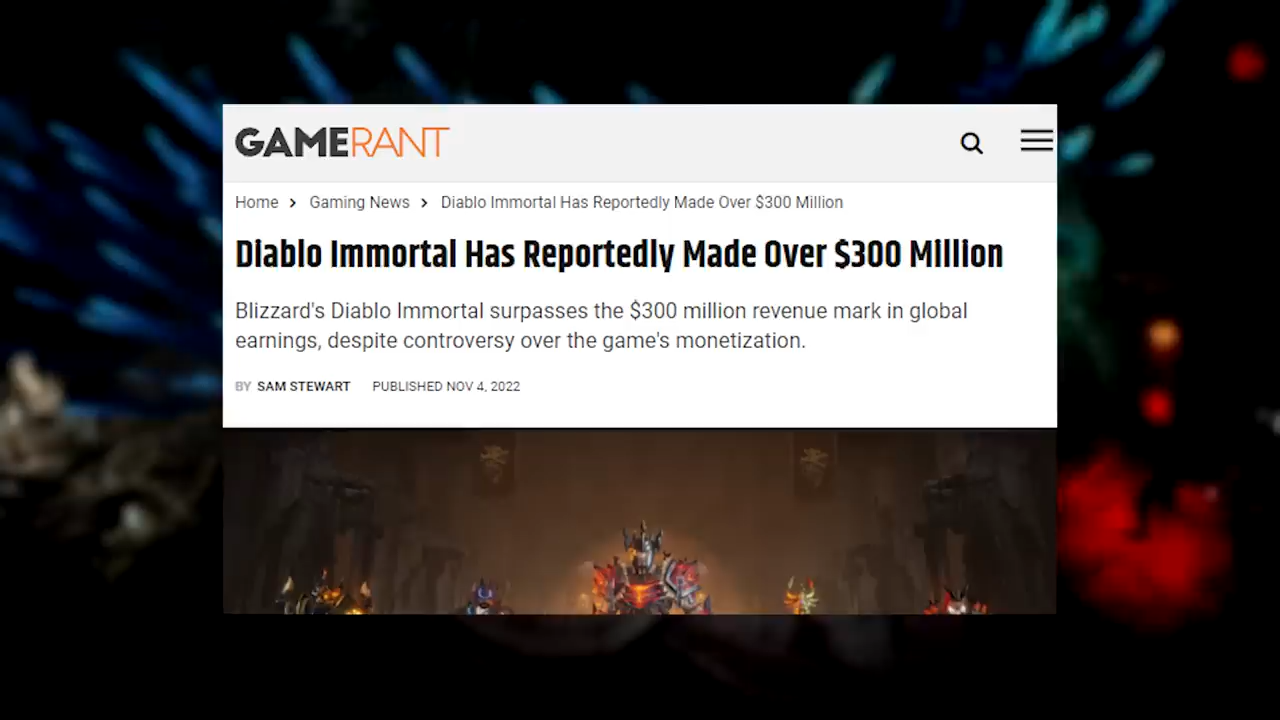 GAMERANT
Home > Gaming News > Diablo Immortal Has Reportedly Made Over $300 Million
Diablo Immortal Has Reportedly Made Over $300 Million
Blizzard's Diablo Immortal surpasses the $300 million revenue mark in global
earnings, despite controversy over the game's monetization.
BY SAM STEWART PUBLISHED NOV 4, 2022